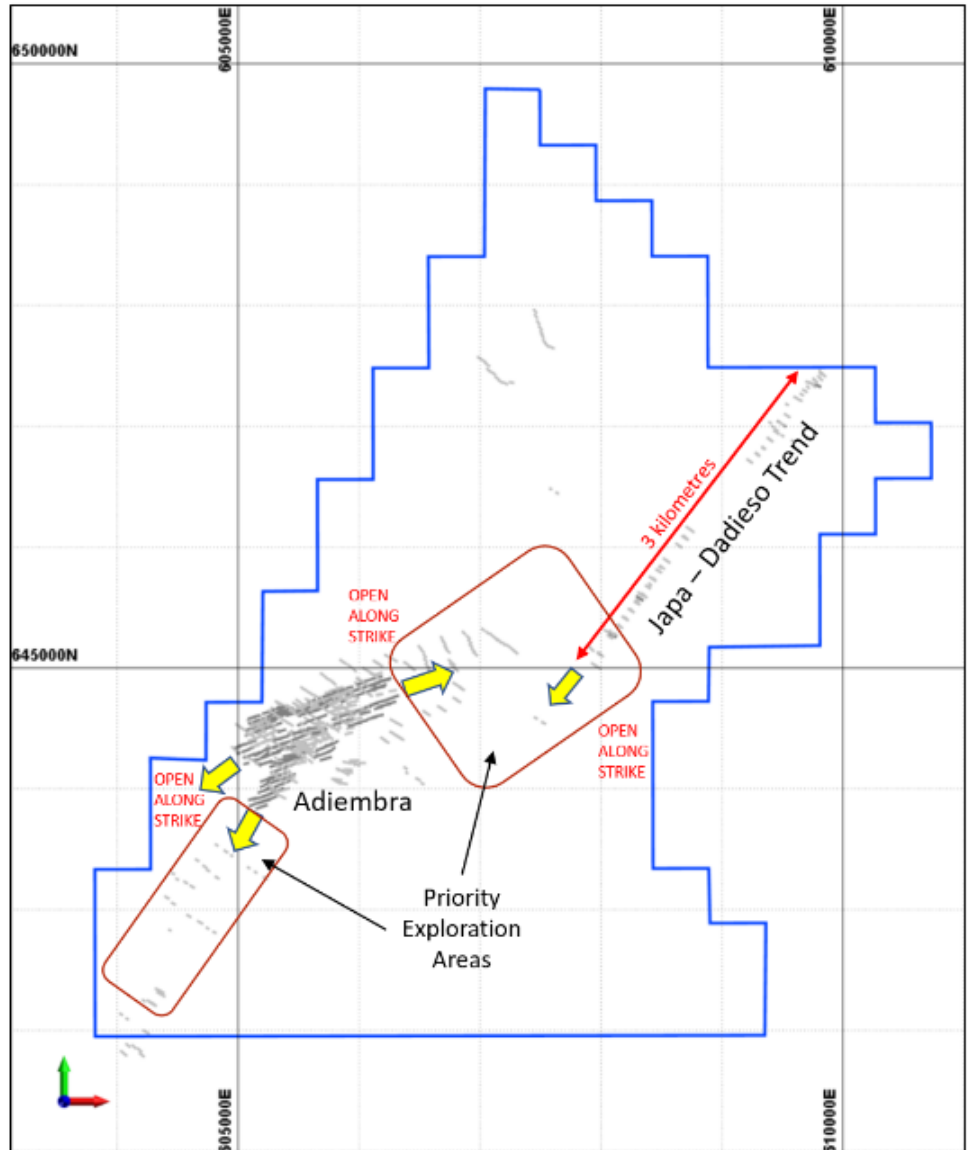 650000N
605000E
610000E
3 kilometres
Japa – Dadieso Trend
OPEN
ALONG
STRIKE
645000N
OPEN
ALONG
STRIKE
OPEN
ALONG
STRIKE
Adiembra
Priority
Exploration
Areas
605000E
610000E